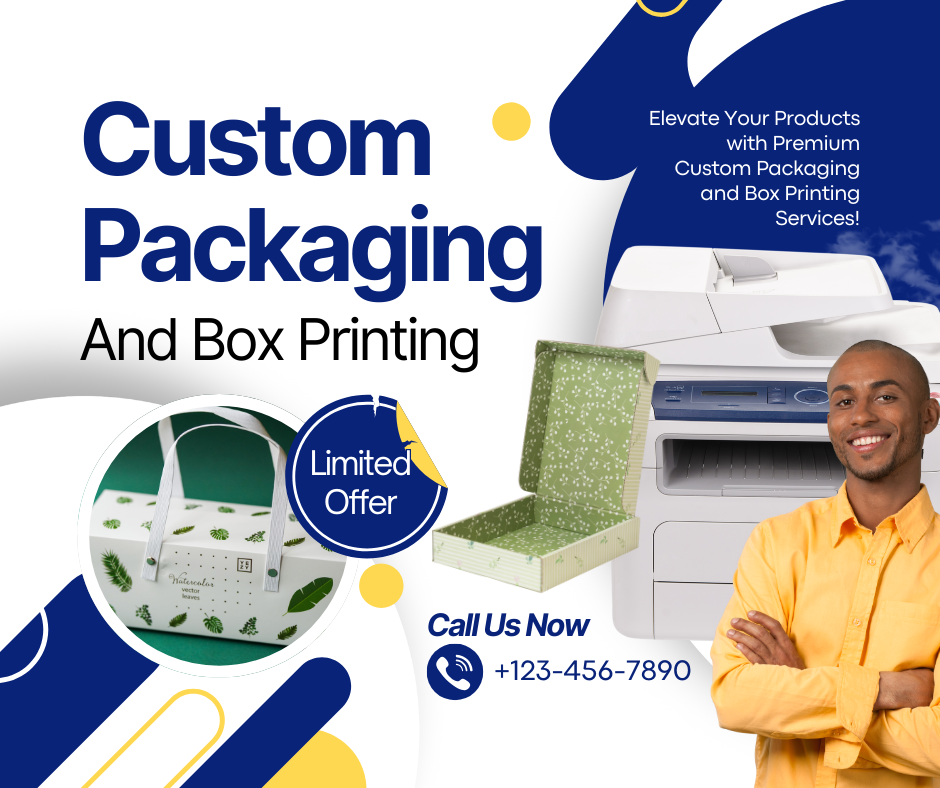 Custom
Packaging
And Box Printing
Elevate Your Products
with Premium
Custom Packaging
and Box Printing
Services!
Limited
Offer
Watercolor
vector
leaves
Call Us Now
+123-456-7890